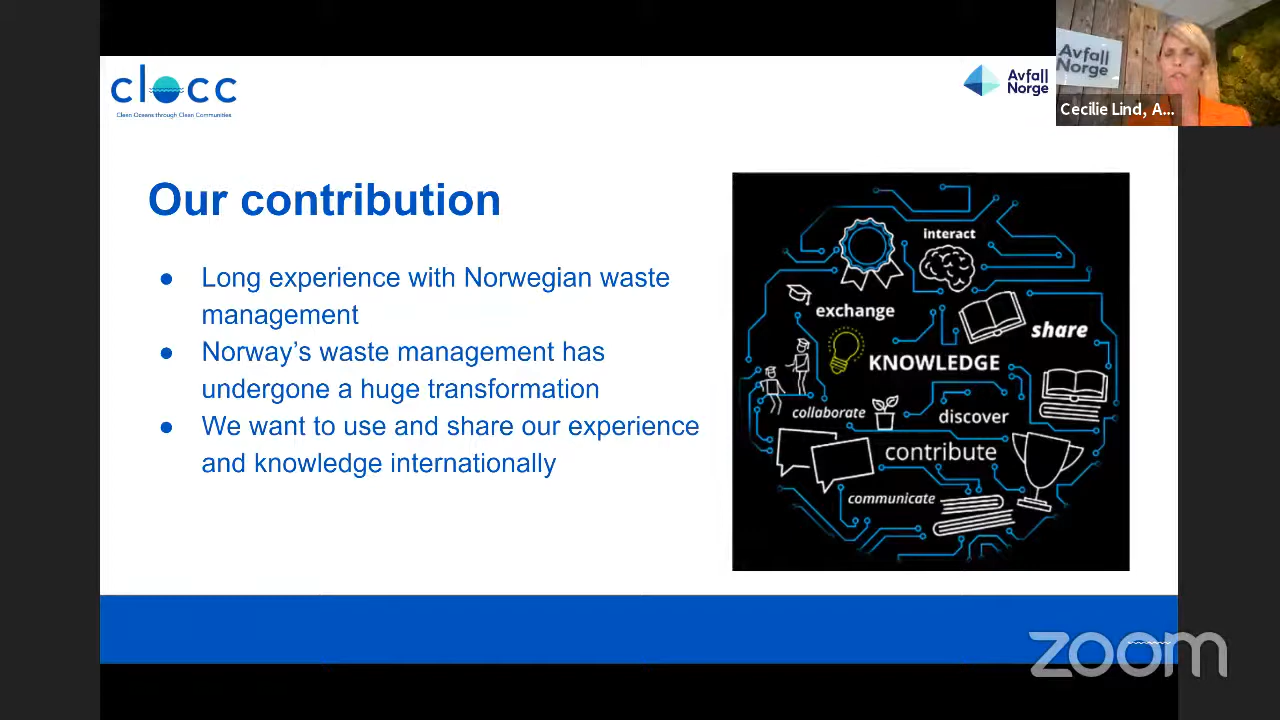 clocc
Clean Oceans through Clean Communities
Avfall
Norge
Avfall
Norge
Cecilie Lind, A...
Our contribution
● Long experience with Norwegian waste
management
● Norway’s waste management has
undergone a huge transformation
● We want to use and share our experience
and knowledge internationally
interact
exchange
share
KNOWLEDGE
collaborate
discover
contribute
communicate
zoom